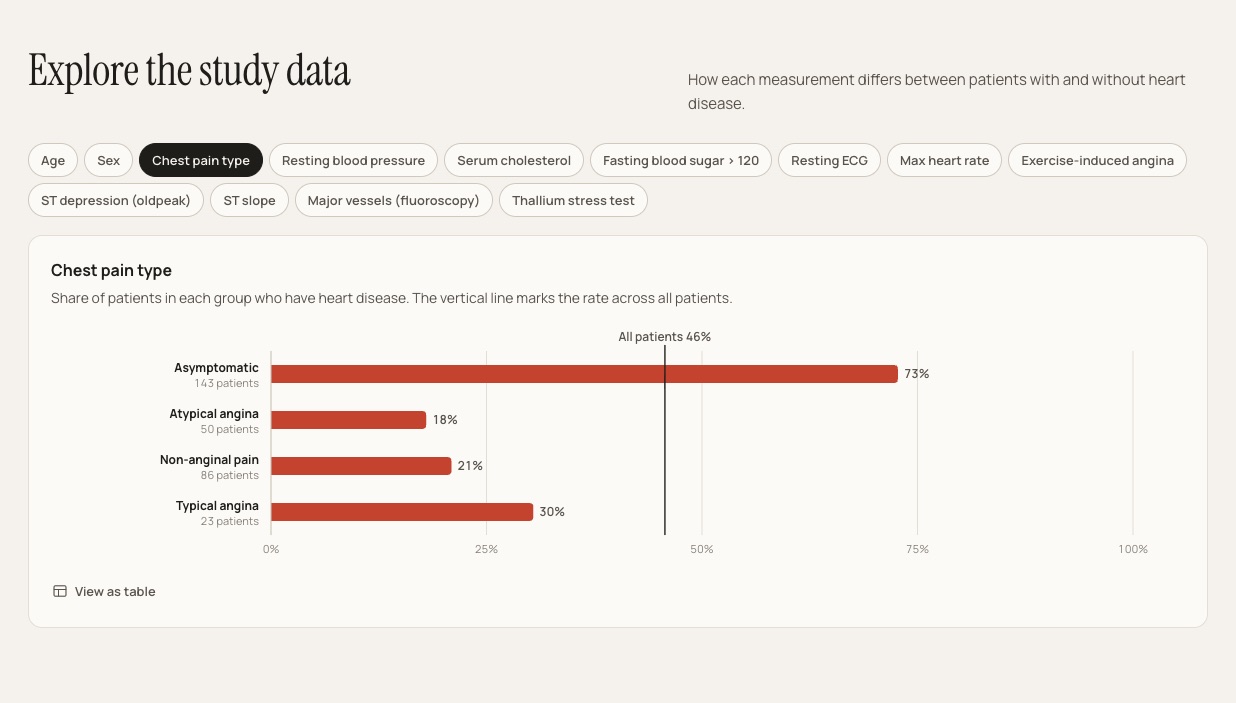 Explore the study data
How each measurement differs between patients with and without heart
disease.
Age
Sex
Chest pain type
Resting blood pressure
Serum cholesterol
Fasting blood sugar > 120
Resting ECG
Max heart rate
Exercise-induced angina
ST depression (oldpeak)
ST slope
Major vessels (fluoroscopy)
Thallium stress test
Chest pain type
Share of patients in each group who have heart disease. The vertical line marks the rate across all patients.
All patients 46%
Asymptomatic
143 patients
73%
Atypical angina
50 patients
18%
Non-anginal pain
86 patients
21%
Typical angina
23 patients
30%
0%
25%
50%
75%
100%
View as table